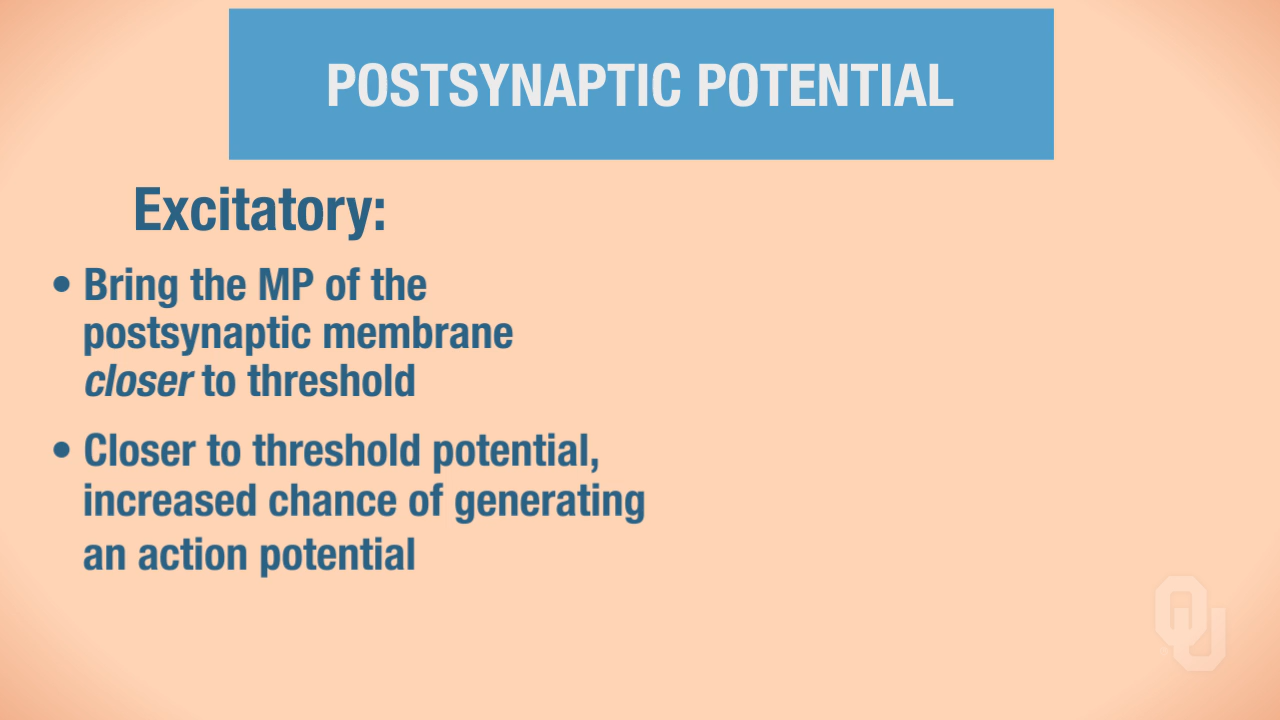 POSTSYNAPTIC POTENTIAL
Excitatory:
• Bring the MP of the
postsynaptic membrane
closer to threshold
• Closer to threshold potential,
increased chance of generating
an action potential
OU